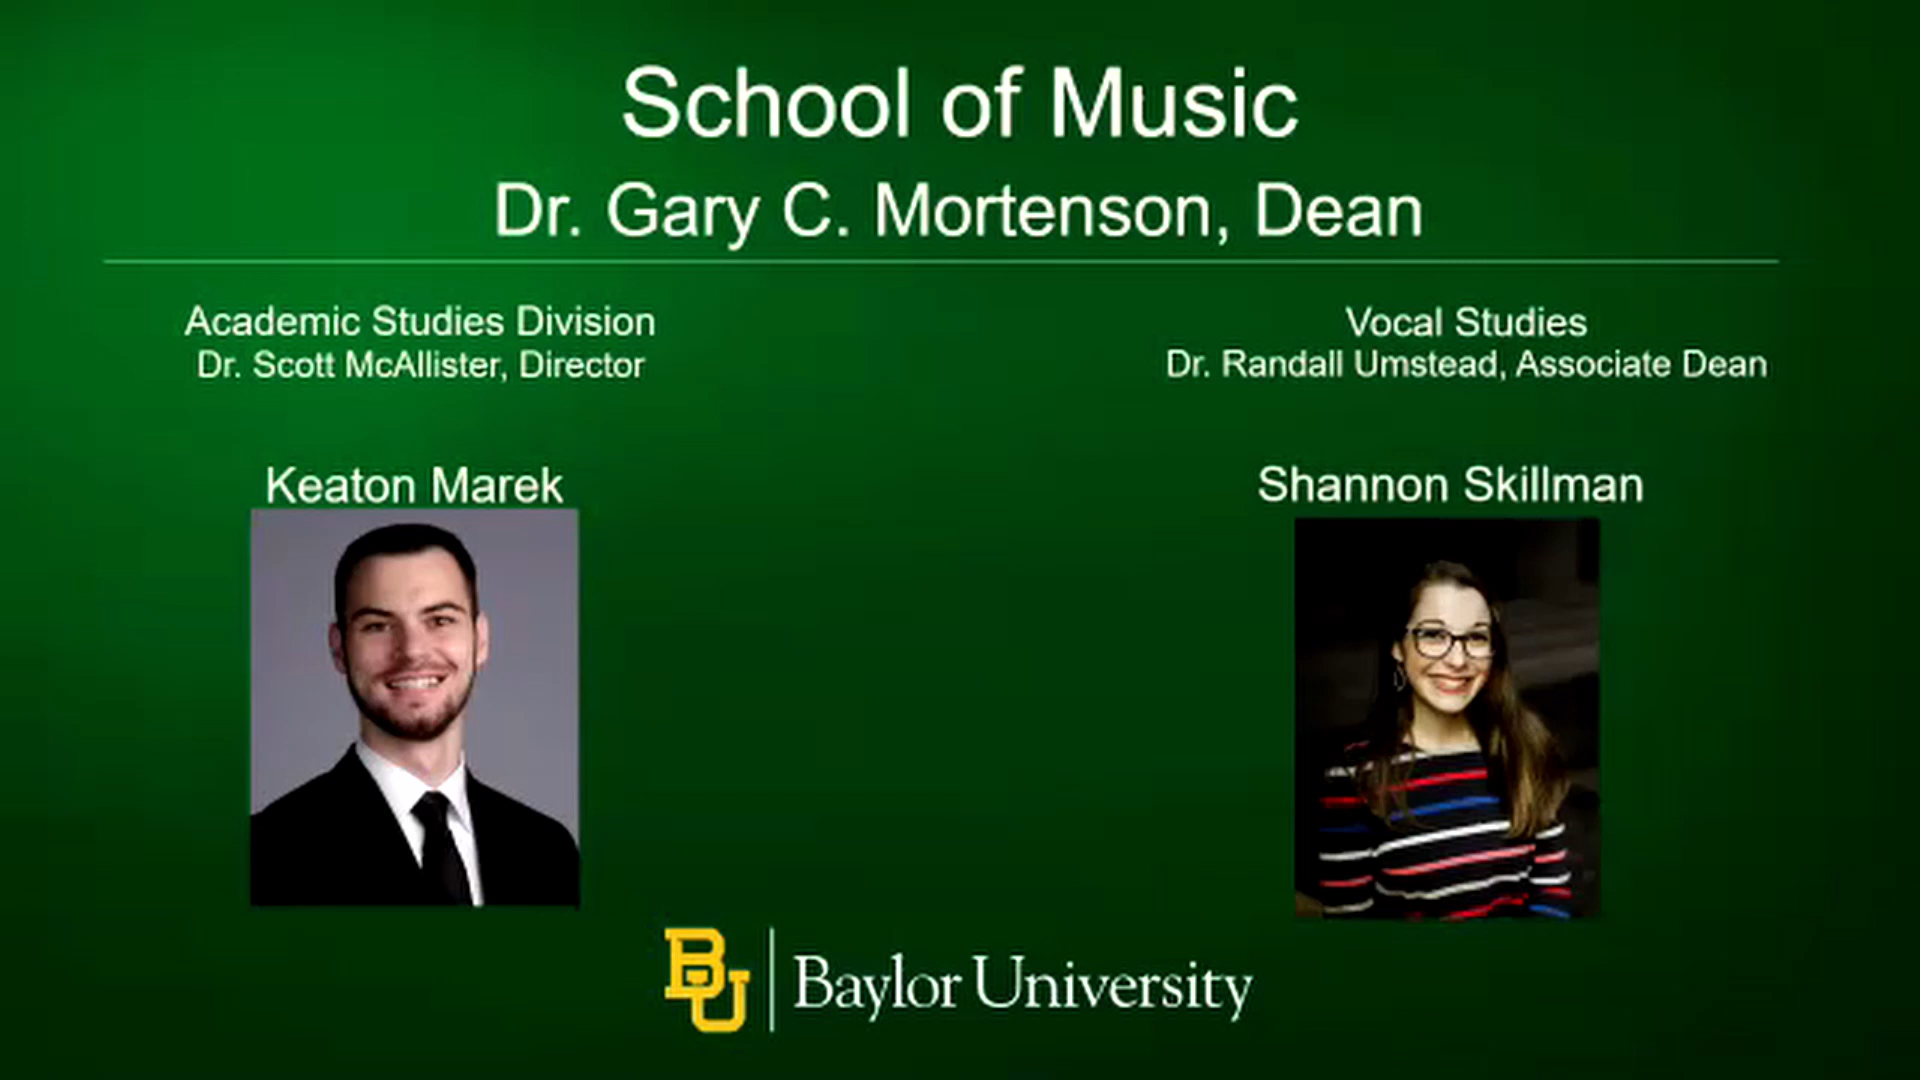 School of Music
Dr. Gary C. Mortenson, Dean
Academic Studies Division
Dr. Scott McAllister, Director
Vocal Studies
Dr. Randall Umstead, Associate Dean
Keaton Marek
Shannon Skillman
BU
Baylor University